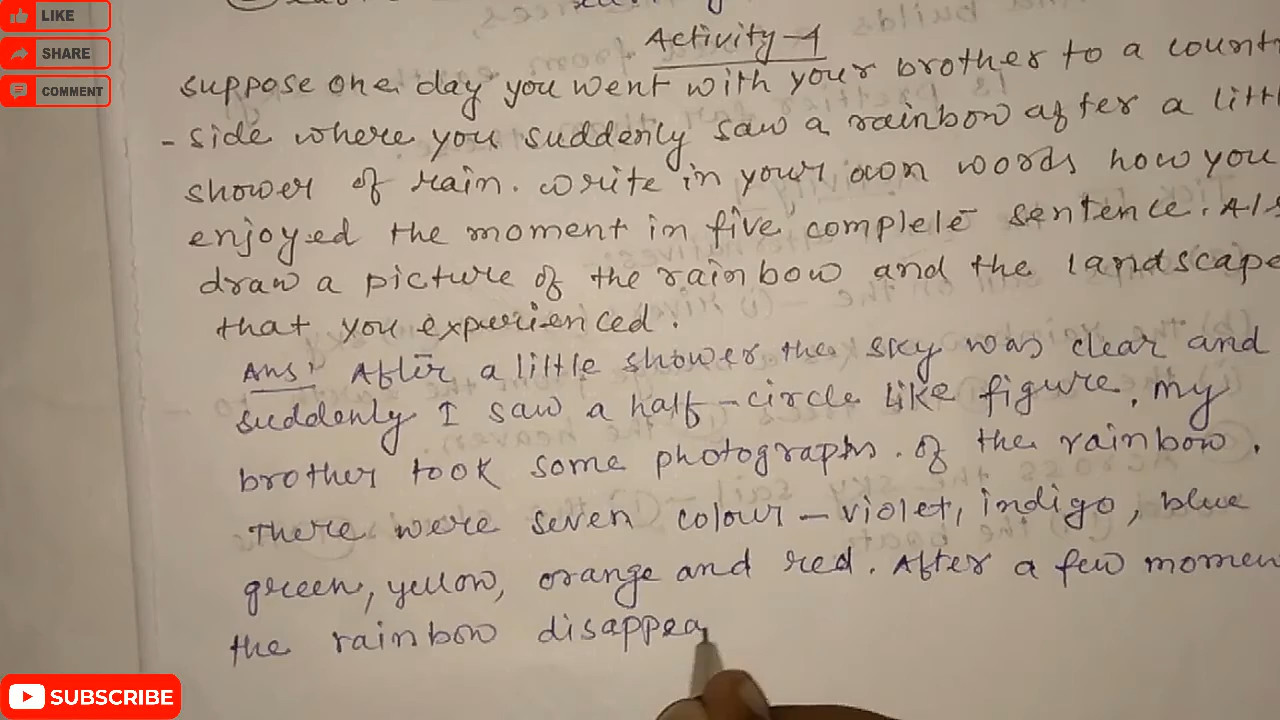 LIKE
SHARE
COMMENT
Activity-4
suppose one day you went with your brother to a countr
- side where you suddenly saw a rainbow after a littl
shower of rain. write in your own words how you
enjoyed the moment in five complete sentence. Als
draw a picture of the rainbow and the landscape
that you experienced.
Ans: After a little shower the sky was clear and
suddenly I saw a half-circle like figure. my
brother took some photographs. of the rainbow.
There were seven colour - violet, indigo, blue
green, yellow, orange and red. After a few momen
the rainbow disappea
SUBSCRIBE